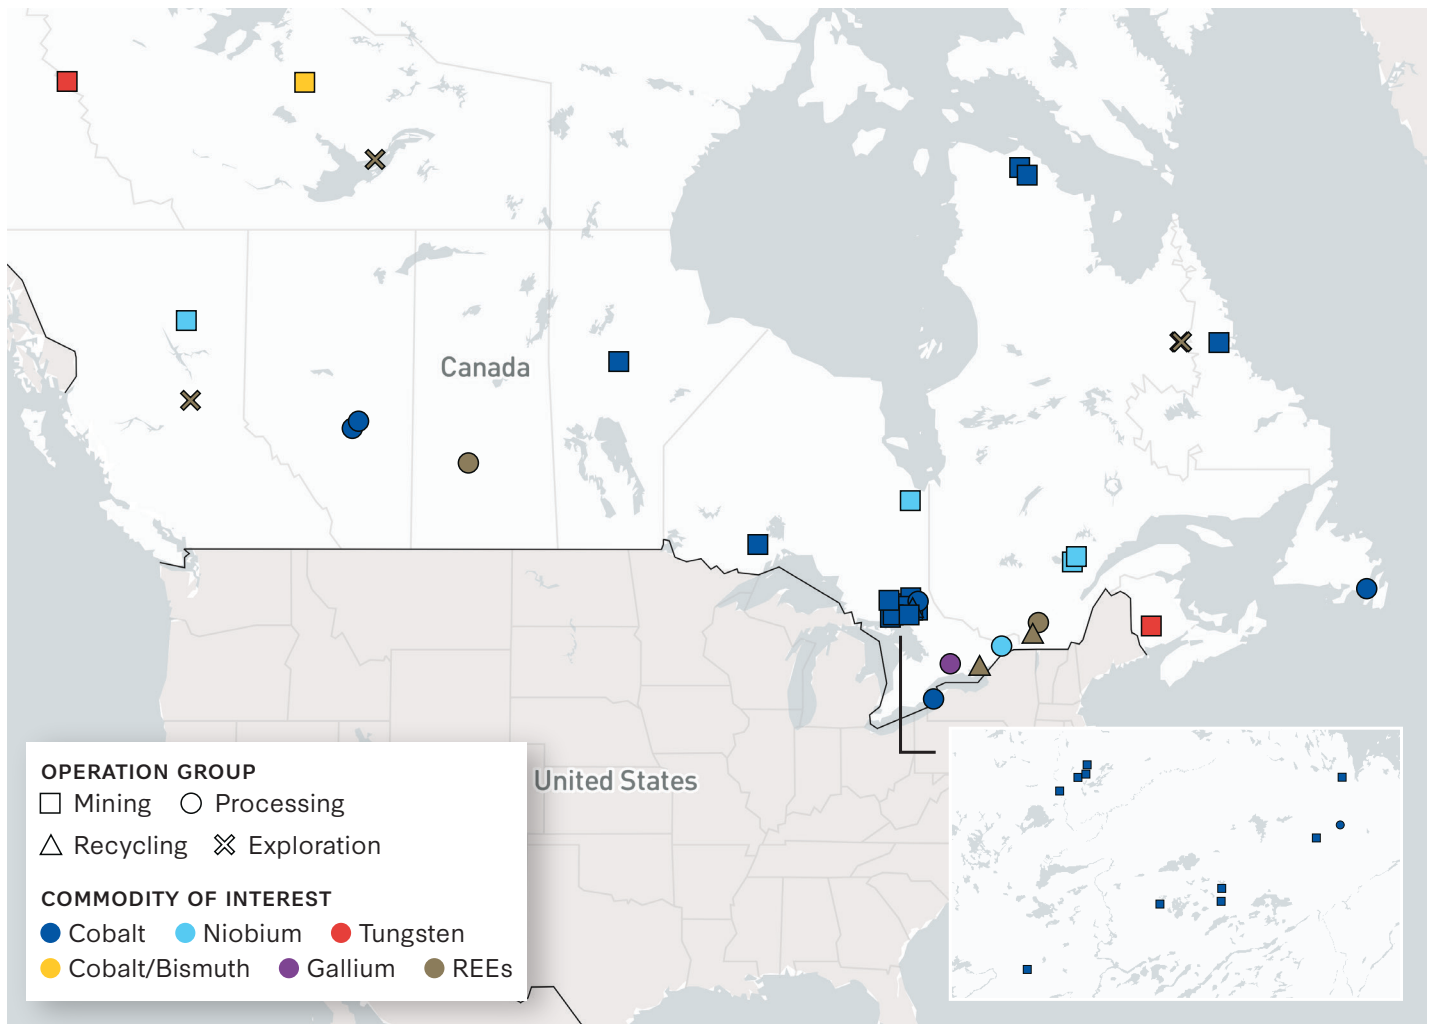 Canada
United States
OPERATION GROUP
Mining Processing
Recycling Exploration
COMMODITY OF INTEREST
Cobalt Niobium Tungsten
Cobalt/Bismuth Gallium REEs